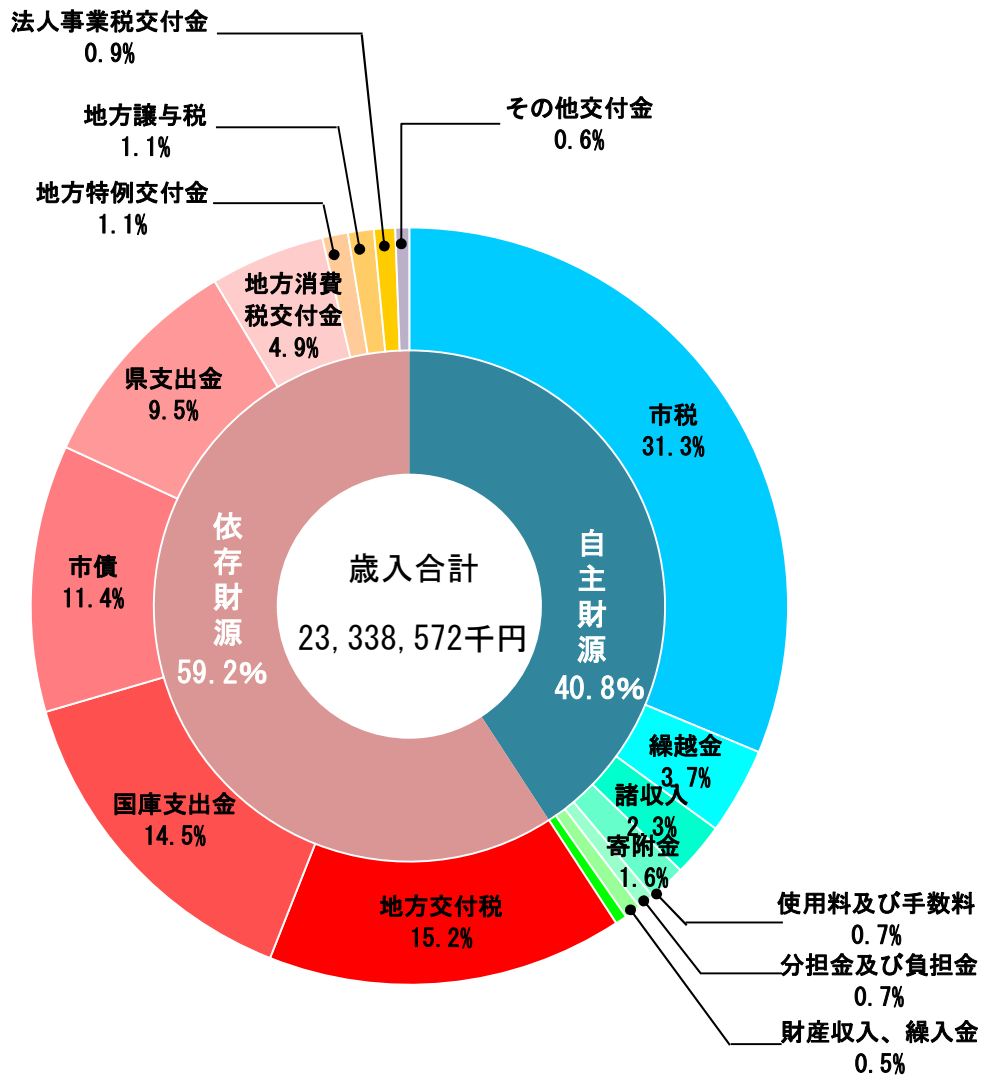 法人事業税交付金
0.9%
地方譲与税
1.1%
地方特例交付金
1.1%
その他交付金
0.6%
地方消費
税交付金
4.9%
県支出金
9.5%
市債
11.4%
国庫支出金
14.5%
地方交付税
15.2%
市税
31.3%
繰越金
3.7%
諸収入
2.3%
寄附金
1.6%
使用料及び手数料
0.7%
分担金及び負担金
0.7%
財産収入、繰入金
0.5%
依存財源
59.2%
自主財源
40.8%
歳入合計
23,338,572千円